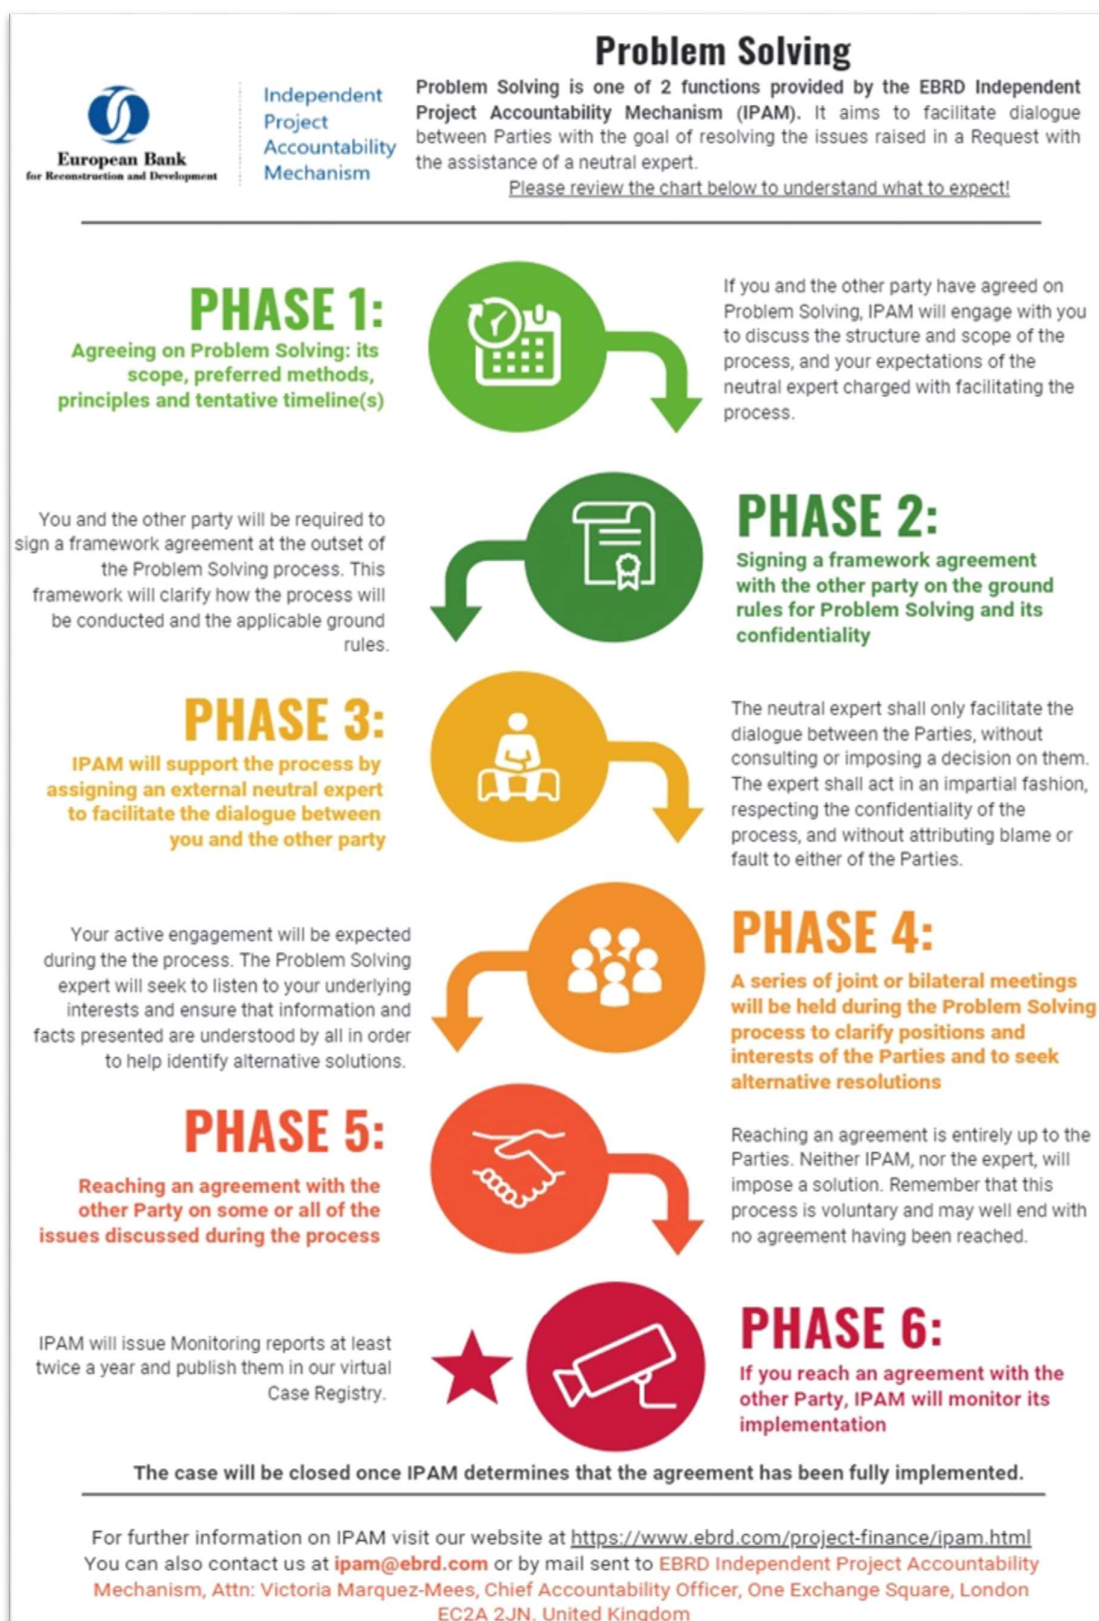 Problem Solving
European Bank
for Reconstruction and Development
Independent
Project
Accountability
Mechanism
Problem Solving is one of 2 functions provided by the EBRD Independent
Project Accountability Mechanism (IPAM). It aims to facilitate dialogue
between Parties with the goal of resolving the issues raised in a Request with
the assistance of a neutral expert.
Please review the chart below to understand what to expect!
PHASE 1:
Agreeing on Problem Solving: its
scope, preferred methods,
principles and tentative timeline(s)
If you and the other party have agreed on
Problem Solving, IPAM will engage with you
to discuss the structure and scope of the
process, and your expectations of the
neutral expert charged with facilitating the
process.
PHASE 2:
Signing a framework agreement
with the other party on the ground
rules for Problem Solving and its
confidentiality
You and the other party will be required to
sign a framework agreement at the outset of
the Problem Solving process. This
framework will clarify how the process will
be conducted and the applicable ground
rules.
PHASE 3:
IPAM will support the process by
assigning an external neutral expert
to facilitate the dialogue between
you and the other party
The neutral expert shall only facilitate the
dialogue between the Parties, without
consulting or imposing a decision on them.
The expert shall act in an impartial fashion,
respecting the confidentiality of the
process, and without attributing blame or
fault to either of the Parties.
PHASE 4:
A series of joint or bilateral meetings
will be held during the Problem Solving
process to clarify positions and
interests of the Parties and to seek
alternative resolutions
Your active engagement will be expected
during the the process. The Problem Solving
expert will seek to listen to your underlying
interests and ensure that information and
facts presented are understood by all in order
to help identify alternative solutions.
PHASE 5:
Reaching an agreement with the
other Party on some or all of the
issues discussed during the process
Reaching an agreement is entirely up to the
Parties. Neither IPAM, nor the expert, will
impose a solution. Remember that this
process is voluntary and may well end with
no agreement having been reached.
PHASE 6:
If you reach an agreement with the
other Party, IPAM will monitor its
implementation
IPAM will issue Monitoring reports at least
twice a year and publish them in our virtual
Case Registry.
The case will be closed once IPAM determines that the agreement has been fully implemented.
For further information on IPAM visit our website at https://www.ebrd.com/project-finance/ipam.html
You can also contact us at ipam@ebrd.com or by mail sent to EBRD Independent Project Accountability
Mechanism, Attn: Victoria Marquez-Mees, Chief Accountability Officer, One Exchange Square, London
EC2A 2JN, United Kingdom